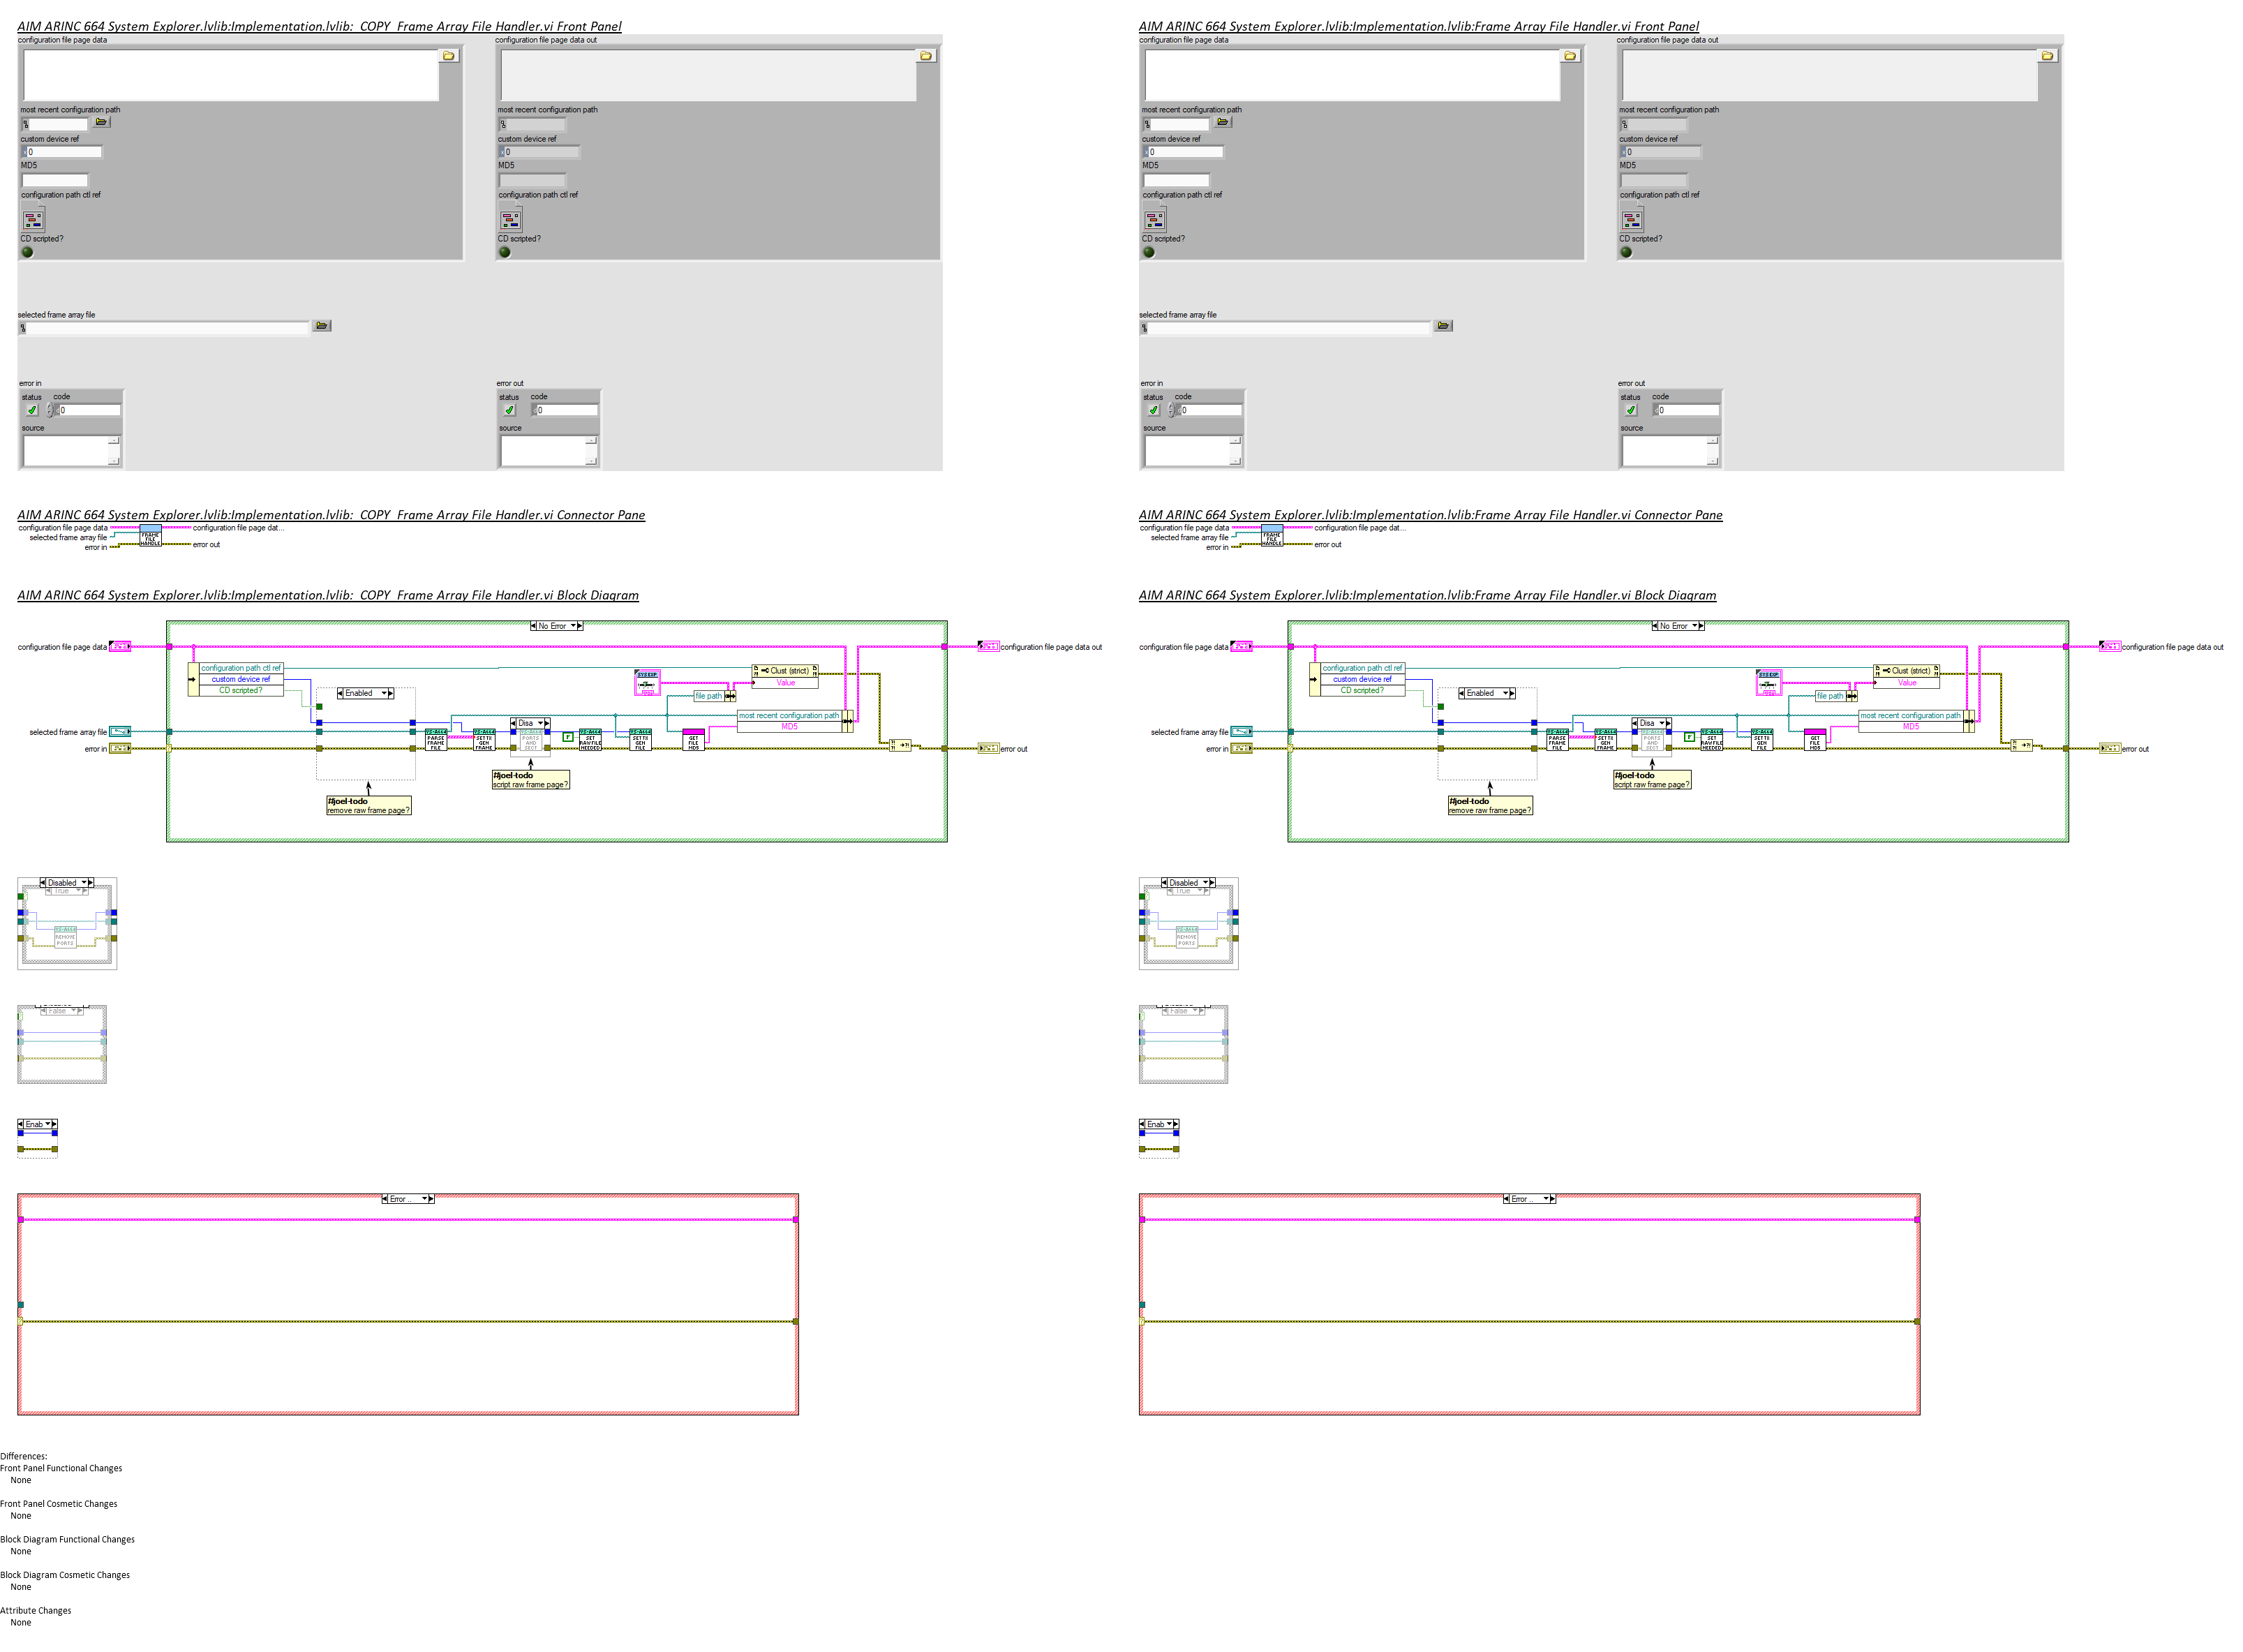 AIM ARINC 664 System Explorer.lvlib:Implementation.lvlib:  COPY  Frame Array File Handler.vi Front Panel
configuration file page data
configuration file page data out
most recent configuration path
most recent configuration path
custom device ref
custom device ref
0
0
MD5
MD5
configuration path ctl ref
configuration path ctl ref
CD scripted?
CD scripted?
selected frame array file
error in
error out
status code
status code
0
0
source
source
AIM ARINC 664 System Explorer.lvlib:Implementation.lvlib:Frame Array File Handler.vi Front Panel
configuration file page data
configuration file page data out
most recent configuration path
most recent configuration path
custom device ref
custom device ref
0
0
MD5
MD5
configuration path ctl ref
configuration path ctl ref
CD scripted?
CD scripted?
selected frame array file
error in
error out
status code
status code
0
0
source
source
AIM ARINC 664 System Explorer.lvlib:Implementation.lvlib:  COPY  Frame Array File Handler.vi Connector Pane
configuration file page data
configuration file page dat...
selected frame array file
error in
error out
FRAME
FILE
HANDLE
AIM ARINC 664 System Explorer.lvlib:Implementation.lvlib:Frame Array File Handler.vi Connector Pane
configuration file page data
configuration file page dat...
selected frame array file
error in
error out
FRAME
FILE
HANDLE
AIM ARINC 664 System Explorer.lvlib:Implementation.lvlib:  COPY  Frame Array File Handler.vi Block Diagram
No Error
configuration file page data
configuration file page data out
configuration path ctl ref
custom device ref
CD scripted?
Enabled
Clust (strict)
Value
file path
most recent configuration path
MD5
selected frame array file
Disa
error in
error out
PARSE
FRAME
FILE
SETTX
GEN
FRAME
PORTS
AND
SECT
F
SET
RAWFILE
NEEDED
SETTX
GEN
FILE
GET
FILE
MD5
#joel-todo
script raw frame page?
#joel-todo
remove raw frame page?
AIM ARINC 664 System Explorer.lvlib:Implementation.lvlib:Frame Array File Handler.vi Block Diagram
No Error
configuration file page data
configuration file page data out
configuration path ctl ref
custom device ref
CD scripted?
Enabled
Clust (strict)
Value
file path
most recent configuration path
MD5
selected frame array file
Disa
error in
error out
PARSE
FRAME
FILE
SETTX
GEN
FRAME
PORTS
AND
SECT
F
SET
RAWFILE
NEEDED
SETTX
GEN
FILE
GET
FILE
MD5
#joel-todo
script raw frame page?
#joel-todo
remove raw frame page?
Disabled
True
REMOVE
PORTS
Disabled
True
REMOVE
PORTS
False
False
Enab
Enab
Error ..
Error ..
Differences:
Front Panel Functional Changes
None
Front Panel Cosmetic Changes
None
Block Diagram Functional Changes
None
Block Diagram Cosmetic Changes
None
Attribute Changes
None